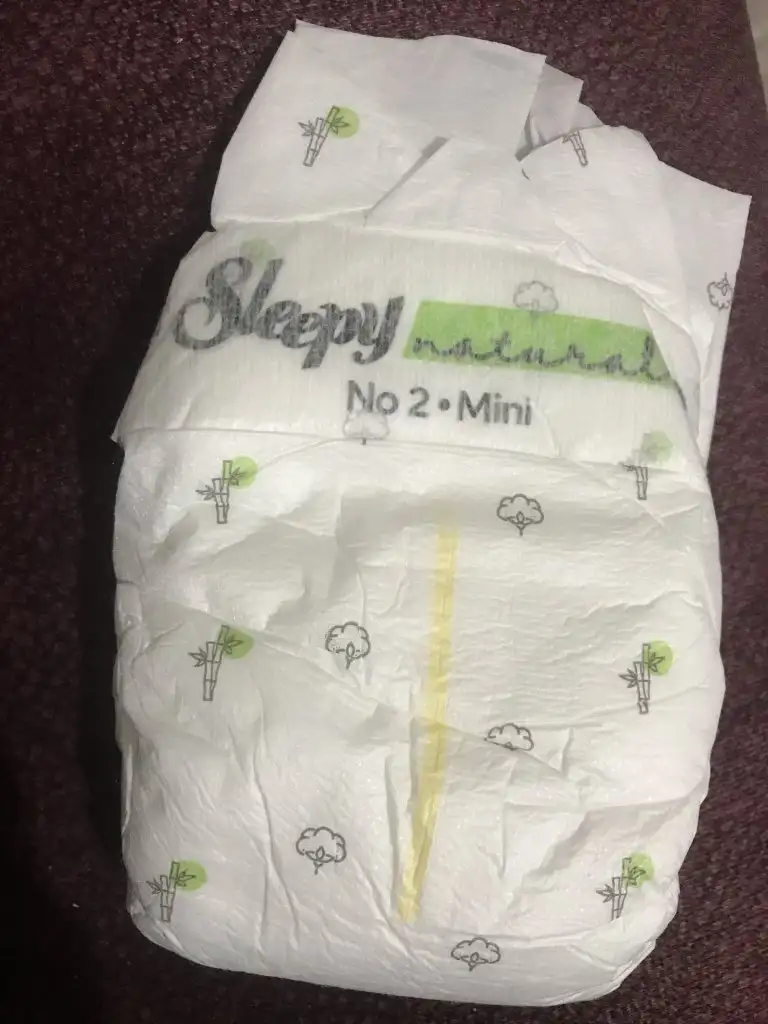 Sleepy natural
No 2 • Mini